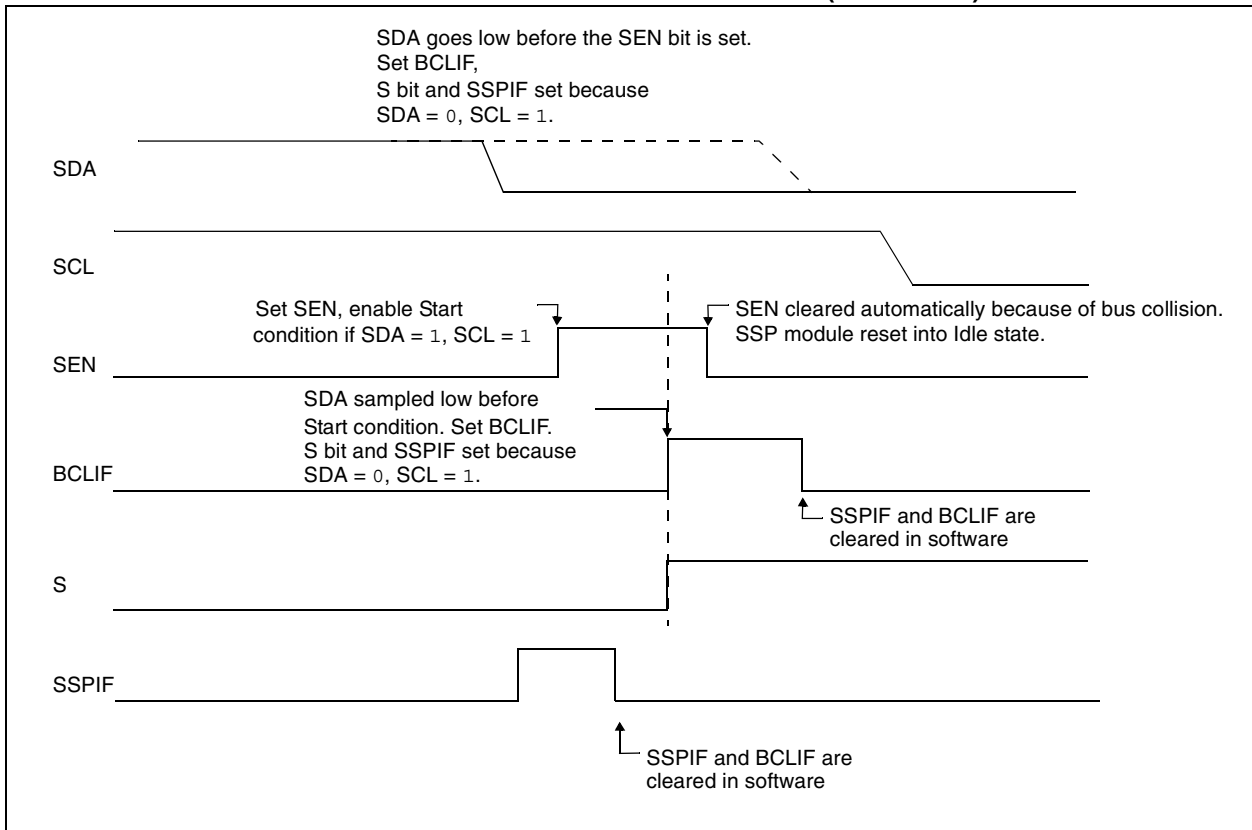 SDA goes low before the SEN bit is set.
Set BCLIF,
S bit and SSPIF set because
SDA = 0, SCL = 1.
SDA
SCL
Set SEN, enable Start
condition if SDA = 1, SCL = 1
SEN cleared automatically because of bus collision.
SSP module reset into Idle state.
SEN
SDA sampled low before
Start condition. Set BCLIF.
S bit and SSPIF set because
SDA = 0, SCL = 1.
BCLIF
SSPIF and BCLIF are
cleared in software
S
SSPIF
SSPIF and BCLIF are
cleared in software